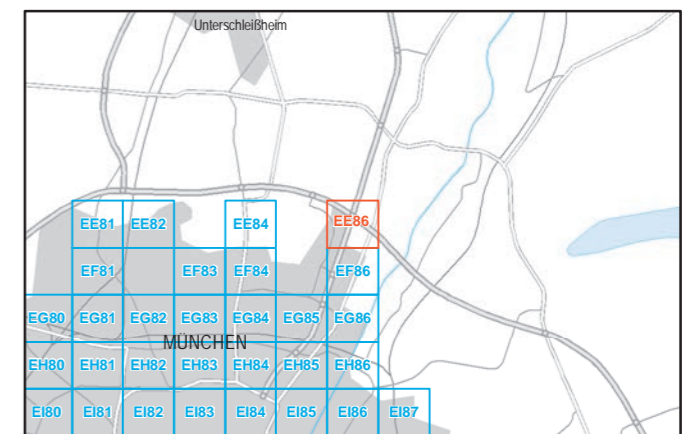 Unterschleißheim
EE81 EE82 EE84 EE86
EF81 EF83 EF84 EF86
EG80 EG81 EG82 EG83 EG84 EG85 EG86
MÜNCHEN
EH80 EH81 EH82 EH83 EH84 EH85 EH86
EI80 EI81 EI82 EI83 EI84 EI85 EI86 EI87